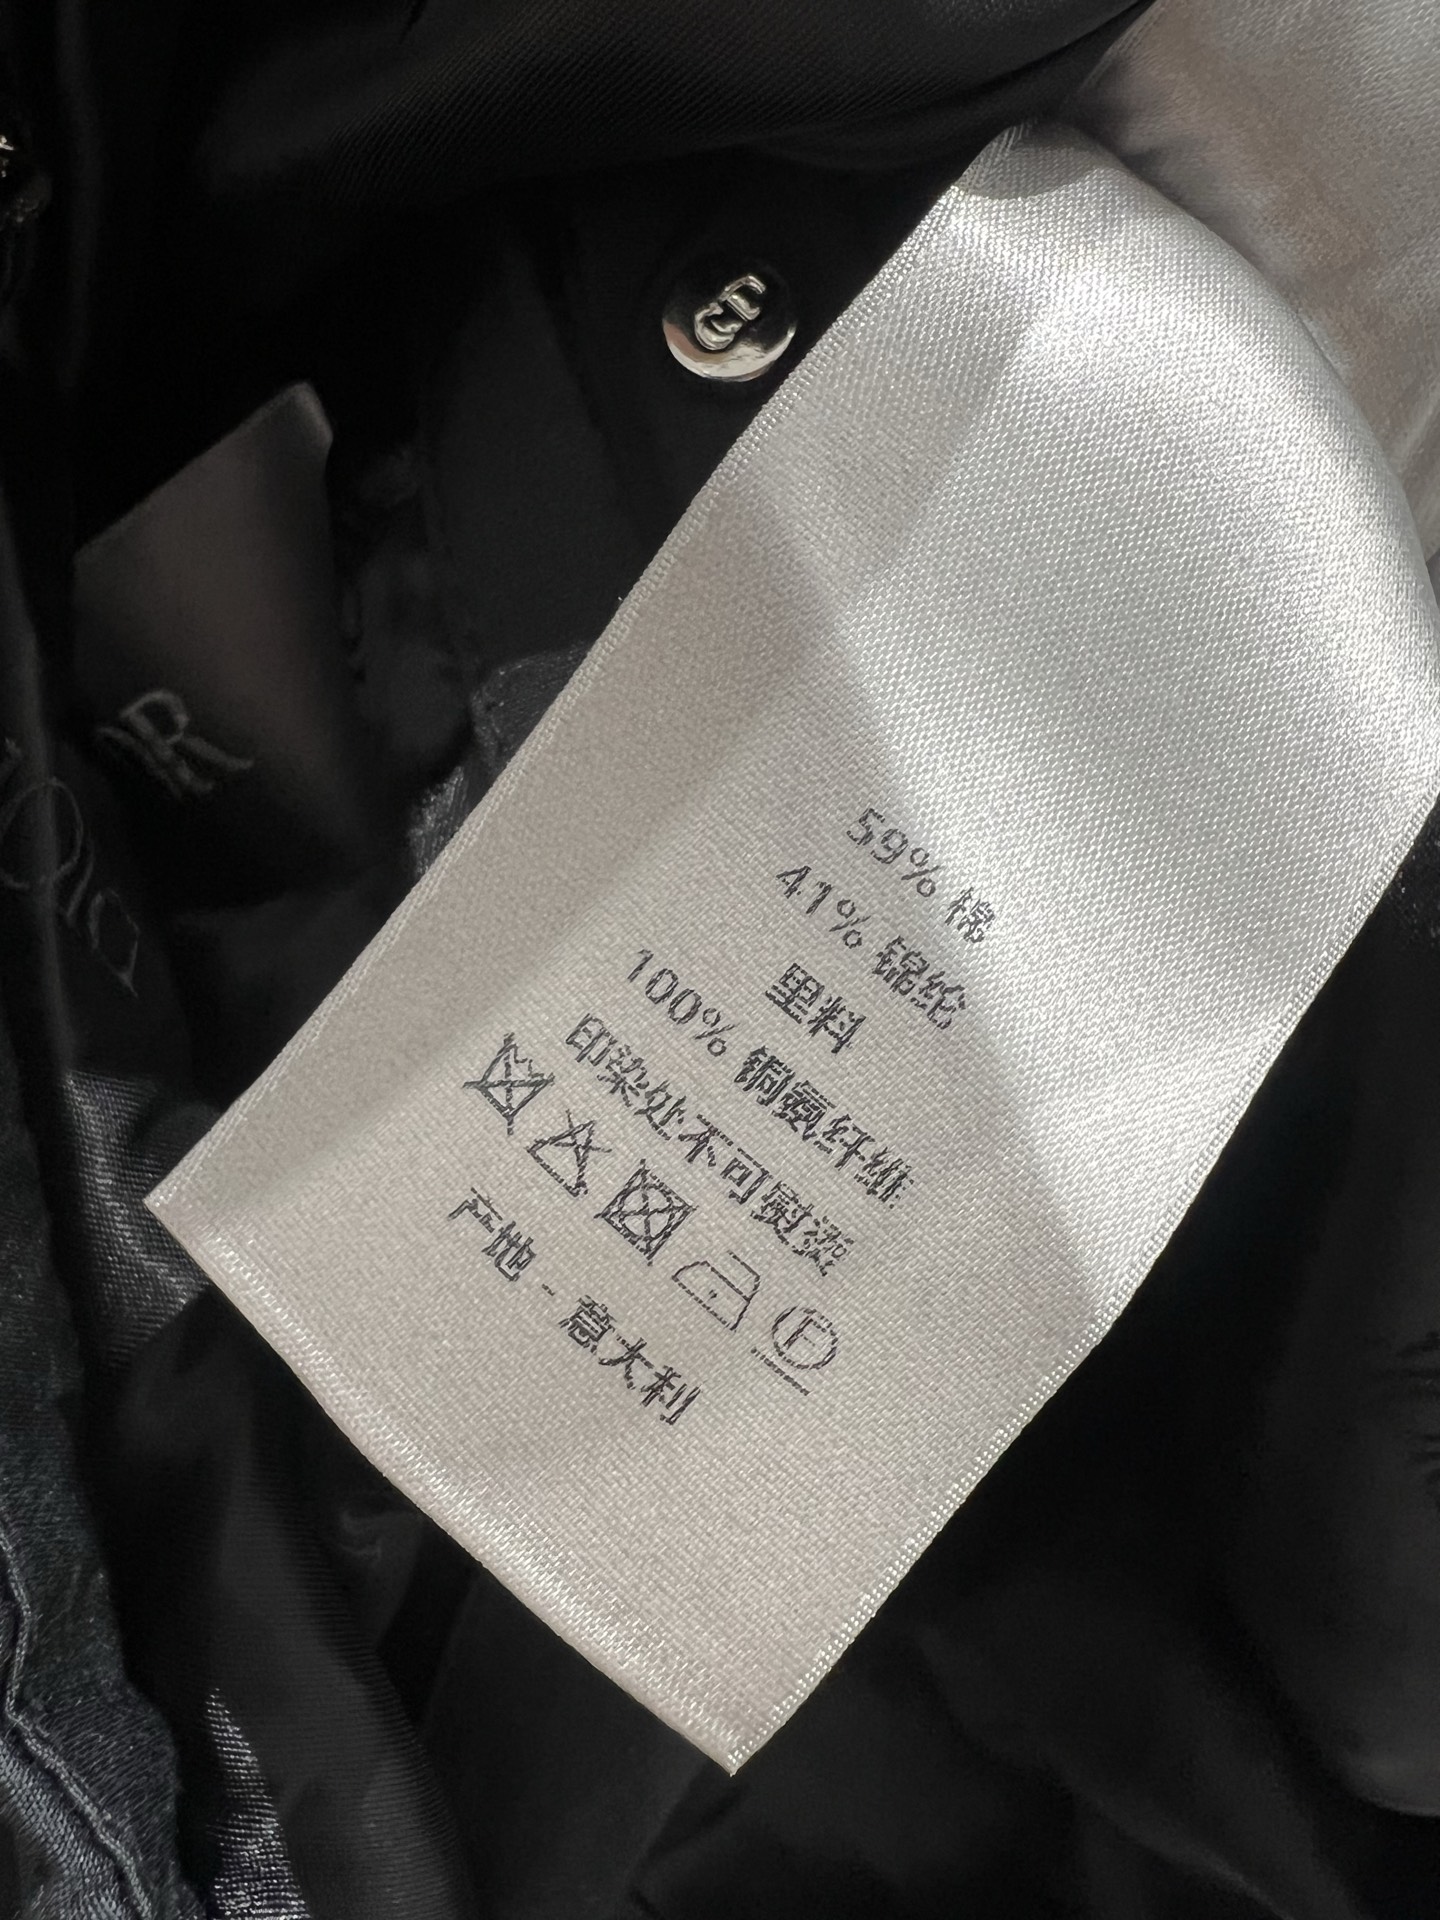 59% 棉
41% 锦纶
里料
100% 铜氨纤维
印染处不可熨烫
F
产地 - 意大利
CD
R